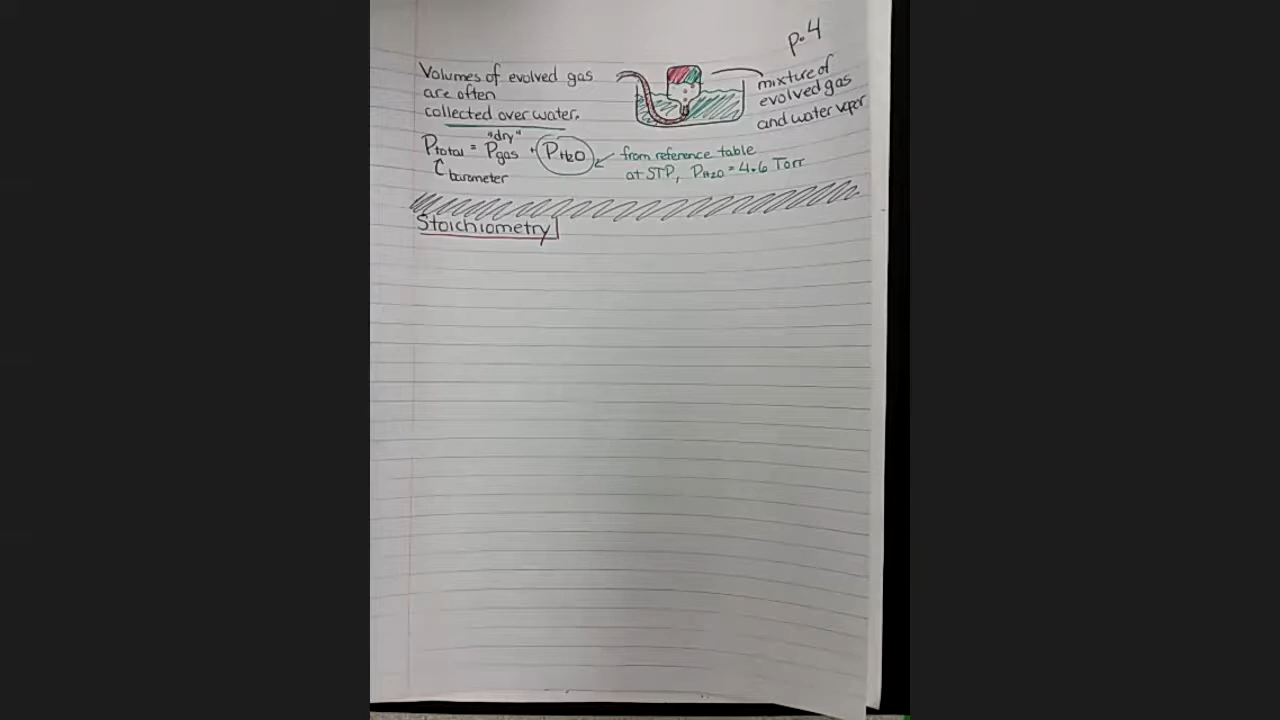 p.4
Volumes of evolved gas
are often
collected over water.
mixture of
evolved gas
and water vapor
"dry"
Ptotal = Pgas + PH₂O
barometer
from reference table
at STP, PH₂O = 4.6 Torr
Stoichiometry